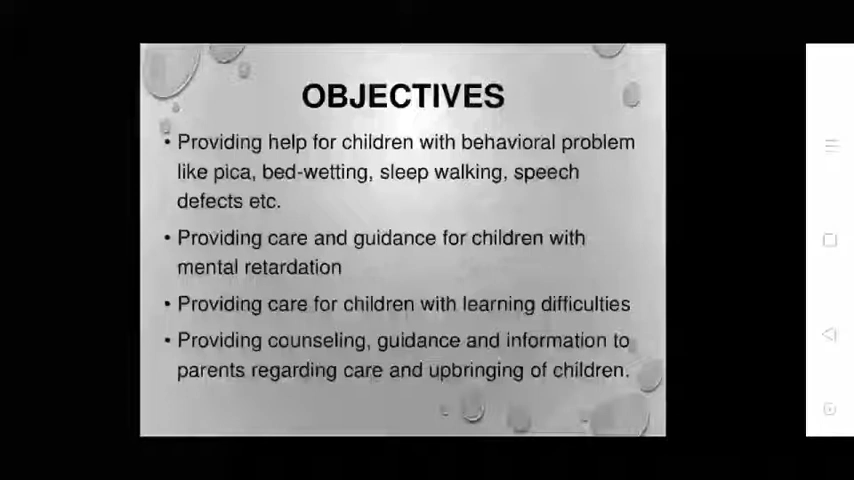 OBJECTIVES
• Providing help for children with behavioral problem
like pica, bed-wetting, sleep walking, speech
defects etc.
• Providing care and guidance for children with
mental retardation
• Providing care for children with learning difficulties
• Providing counseling, guidance and information to
parents regarding care and upbringing of children.